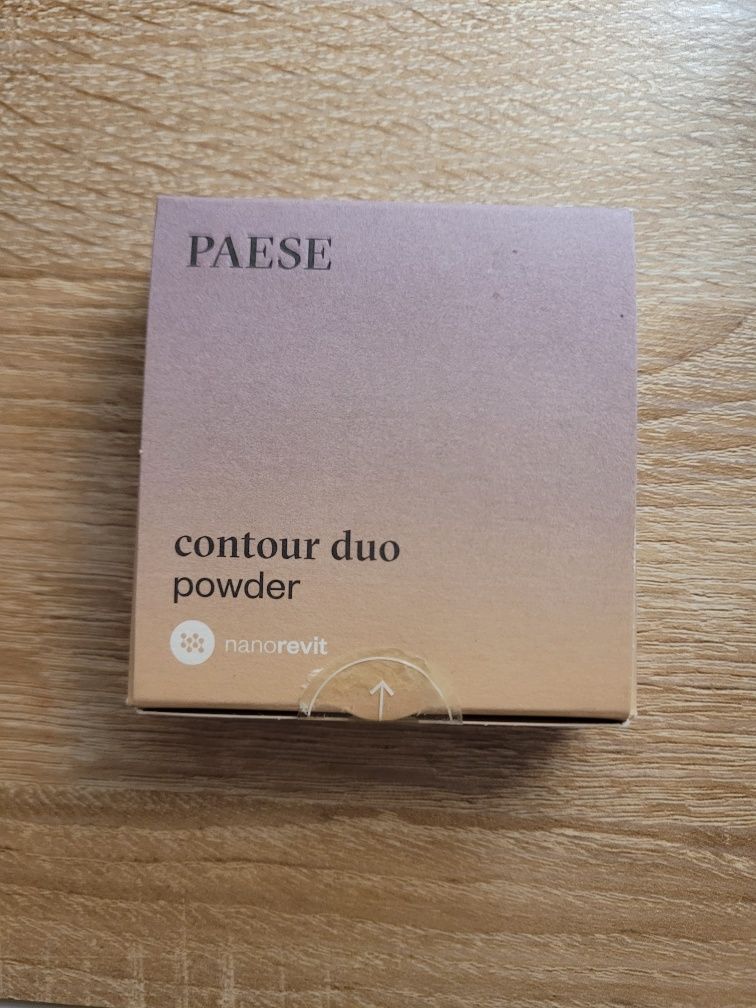 PAESE
contour duo
powder
nanorevit